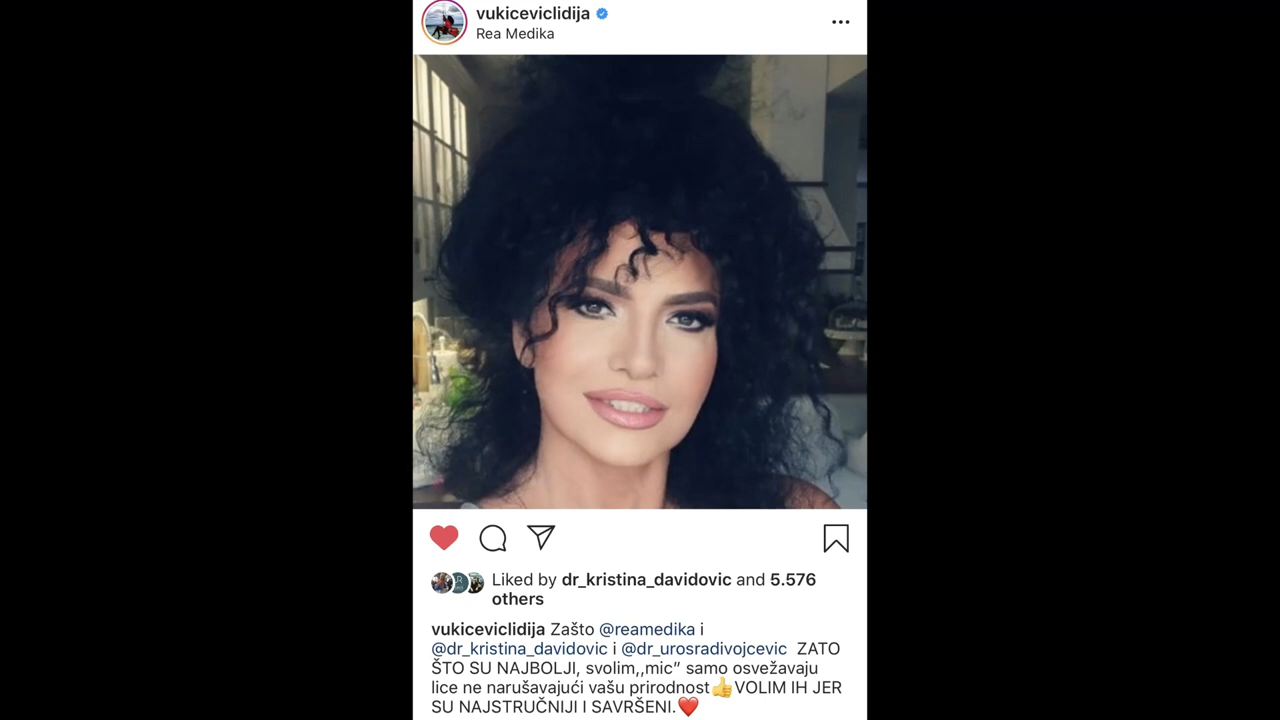 vukiceviclidija
Rea Medika
Liked by dr_kristina_davidovic and 5.576
others
vukiceviclidija Zašto @reamedika i
@dr_kristina_davidovic i @dr_urosradivojcevic ZATO
ŠTO SU NAJBOLJI, svolim,,mic” samo osvežavaju
lice ne narušavajući vašu prirodnost👍VOLIM IH JER
SU NAJSTRUČNIJI I SAVRŠENI.❤️